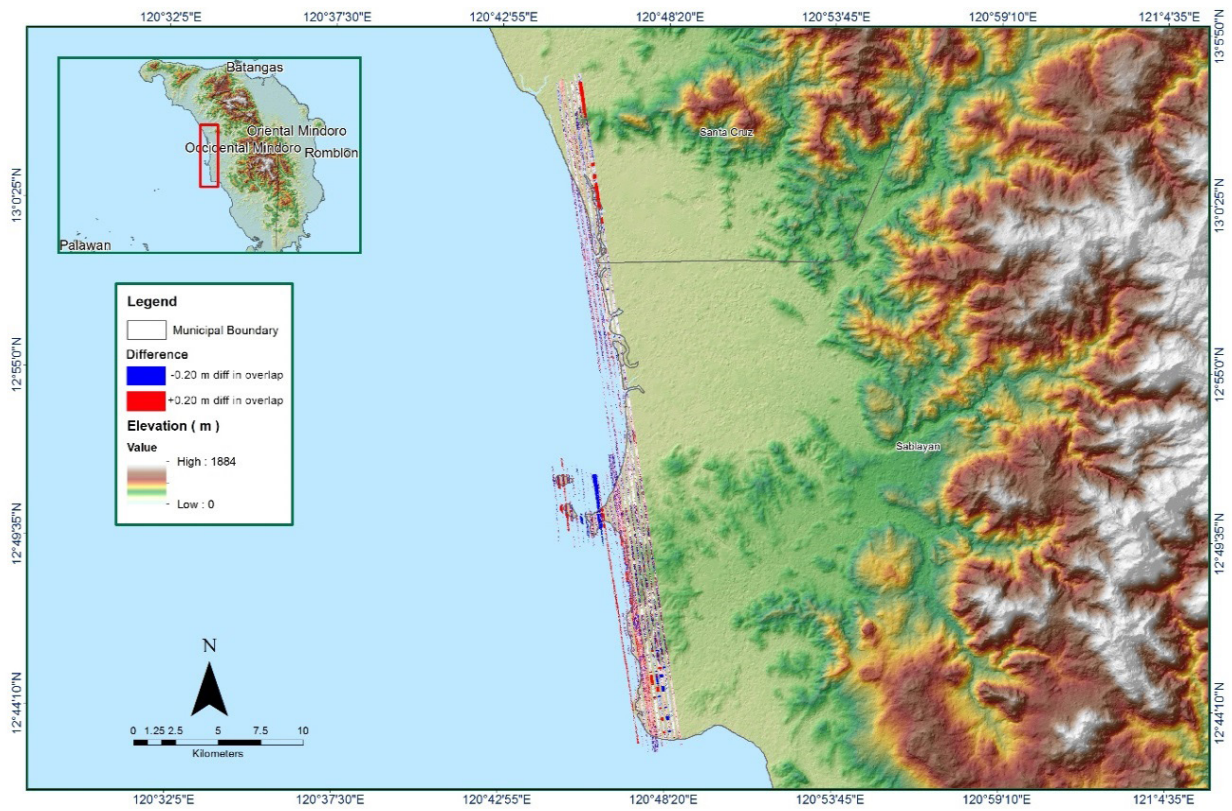 120°32'5"E 120°37'30"E 120°42'55"E 120°48'20"E 120°53'45"E 120°59'10"E 121°4'35"E
13°5'50"N
Batangas
Oriental Mindoro
Occidental Mindoro
Romblon
Palawan
Santa Cruz
13°0'25"N
13°0'25"N
Legend
Municipal Boundary
Difference
-0.20 m diff in overlap
+0.20 m diff in overlap
Elevation ( m )
Value
High : 1884
Low : 0
12°55'0"N
12°55'0"N
Sablayan
12°49'35"N
12°49'35"N
N
12°44'10"N
12°44'10"N
0 1.25 2.5 5 7.5 10
Kilometers
120°32'5"E 120°37'30"E 120°42'55"E 120°48'20"E 120°53'45"E 120°59'10"E 121°4'35"E